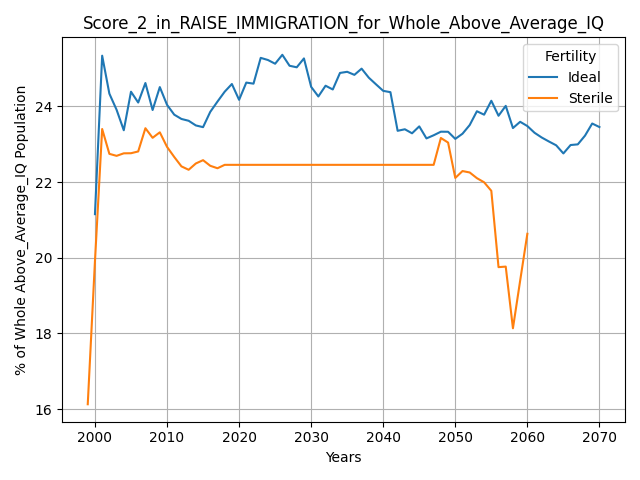 Score_2_in_RAISE_IMMIGRATION_for_Whole_Above_Average_IQ
Fertility
Ideal
Sterile
% of Whole Above_Average_IQ Population
24
22
20
18
16
2000 2010 2020 2030 2040 2050 2060 2070
Years